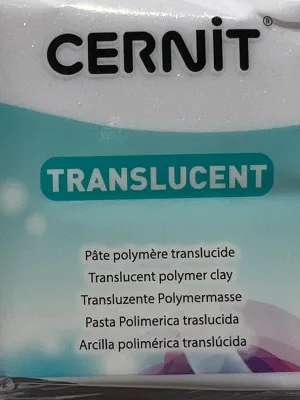 CERNIT®
TRANSLUCENT
Pâte polymère translucide
Translucent polymer clay
Transluzente Polymermasse
Pasta Polimerica traslucida
Arcilla polimérica translúcida